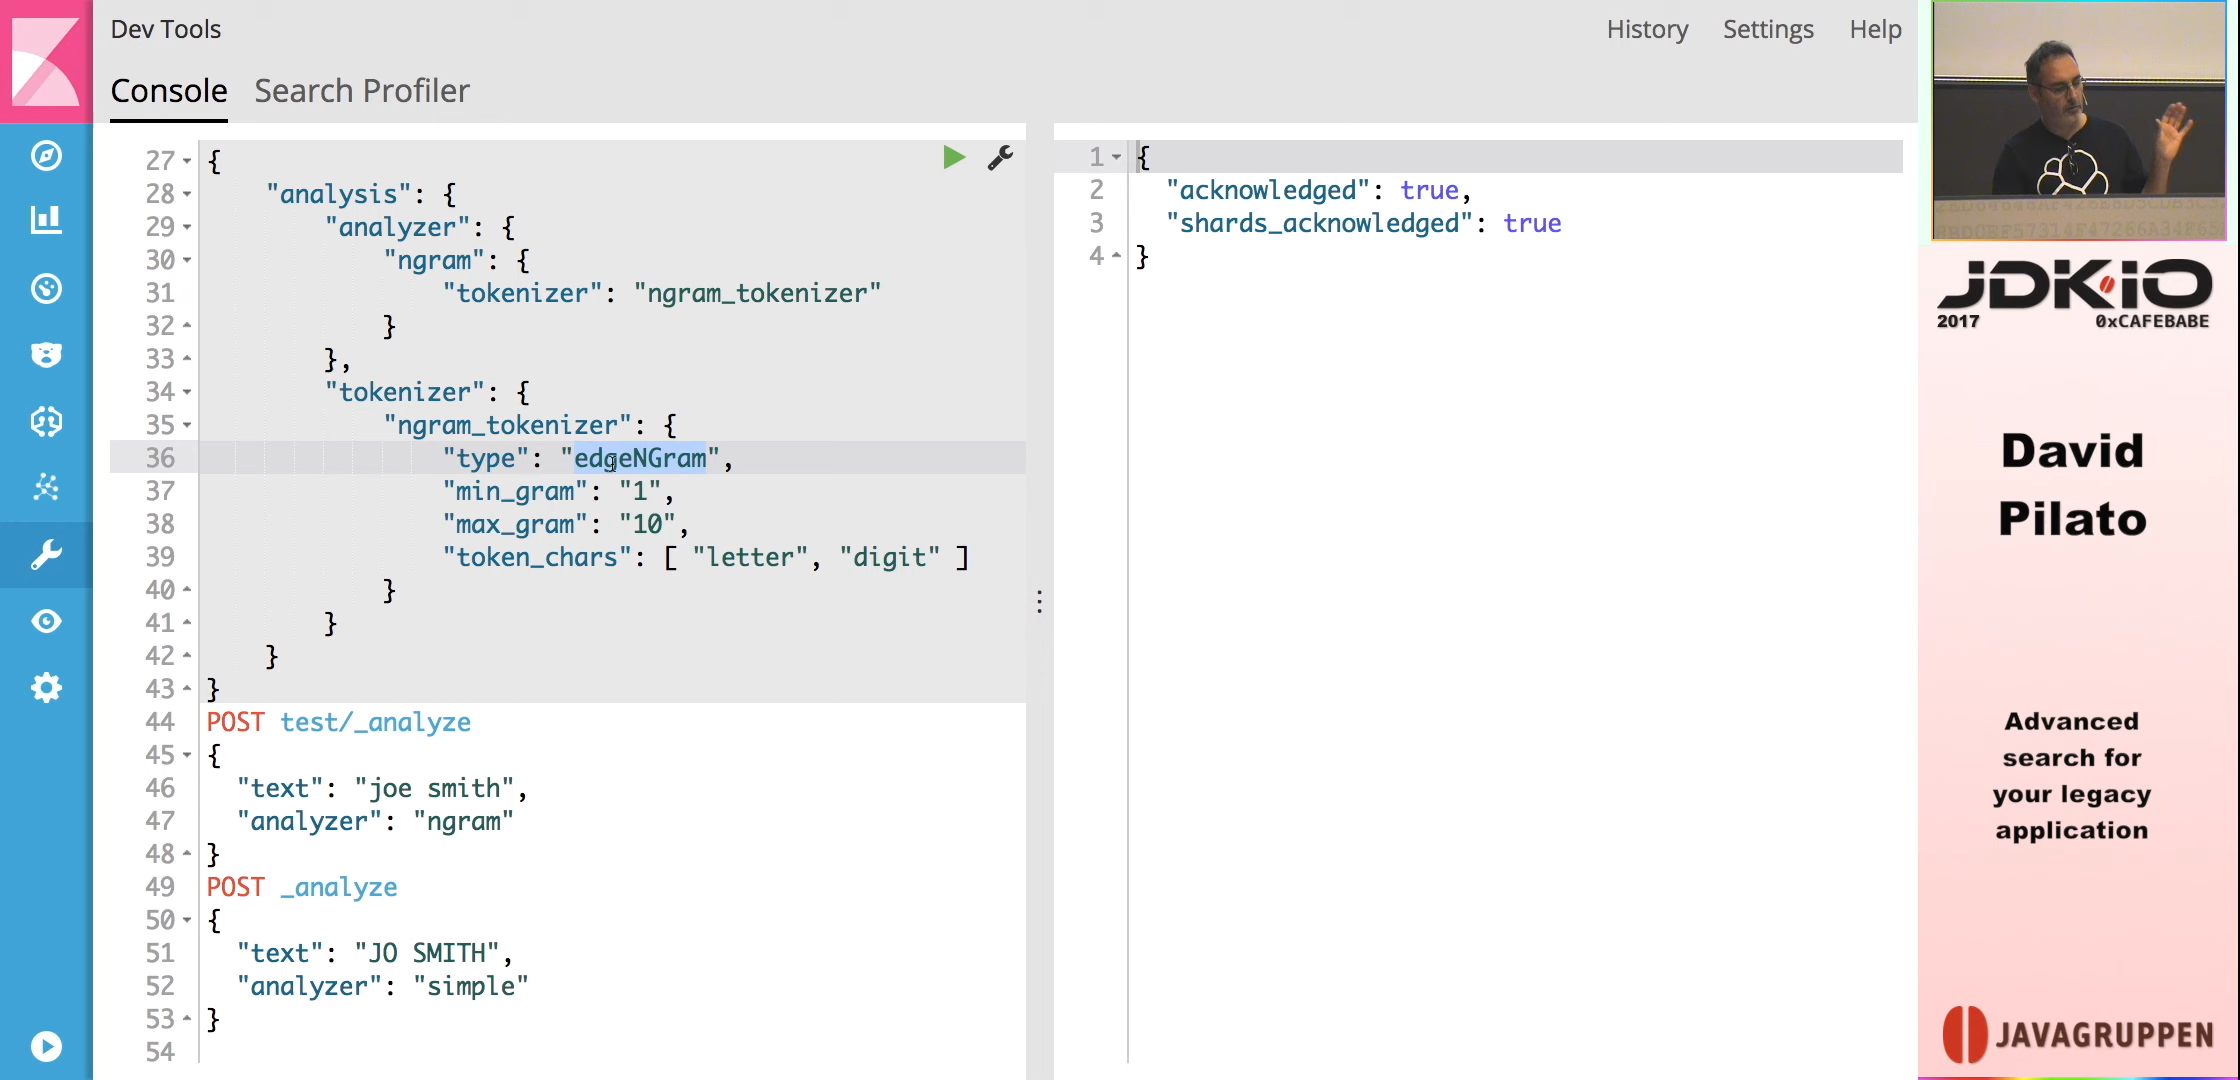 Dev Tools
History Settings Help
Console Search Profiler
27 {
28 "analysis": {
29 "analyzer": {
30 "ngram": {
31 "tokenizer": "ngram_tokenizer"
32 }
33 },
34 "tokenizer": {
35 "ngram_tokenizer": {
36 "type": "edgeNGram",
37 "min_gram": "1",
38 "max_gram": "10",
39 "token_chars": [ "letter", "digit" ]
40 }
41 }
42 }
43 }
44 POST test/_analyze
45 {
46 "text": "joe smith",
47 "analyzer": "ngram"
48 }
49 POST _analyze
50 {
51 "text": "JO SMITH",
52 "analyzer": "simple"
53 }
54
1 {
2 "acknowledged": true,
3 "shards_acknowledged": true
4 }
JDK.IO
2017 0xCAFEBABE
David
Pilato
Advanced
search for
your legacy
application
JAVAGRUPPEN